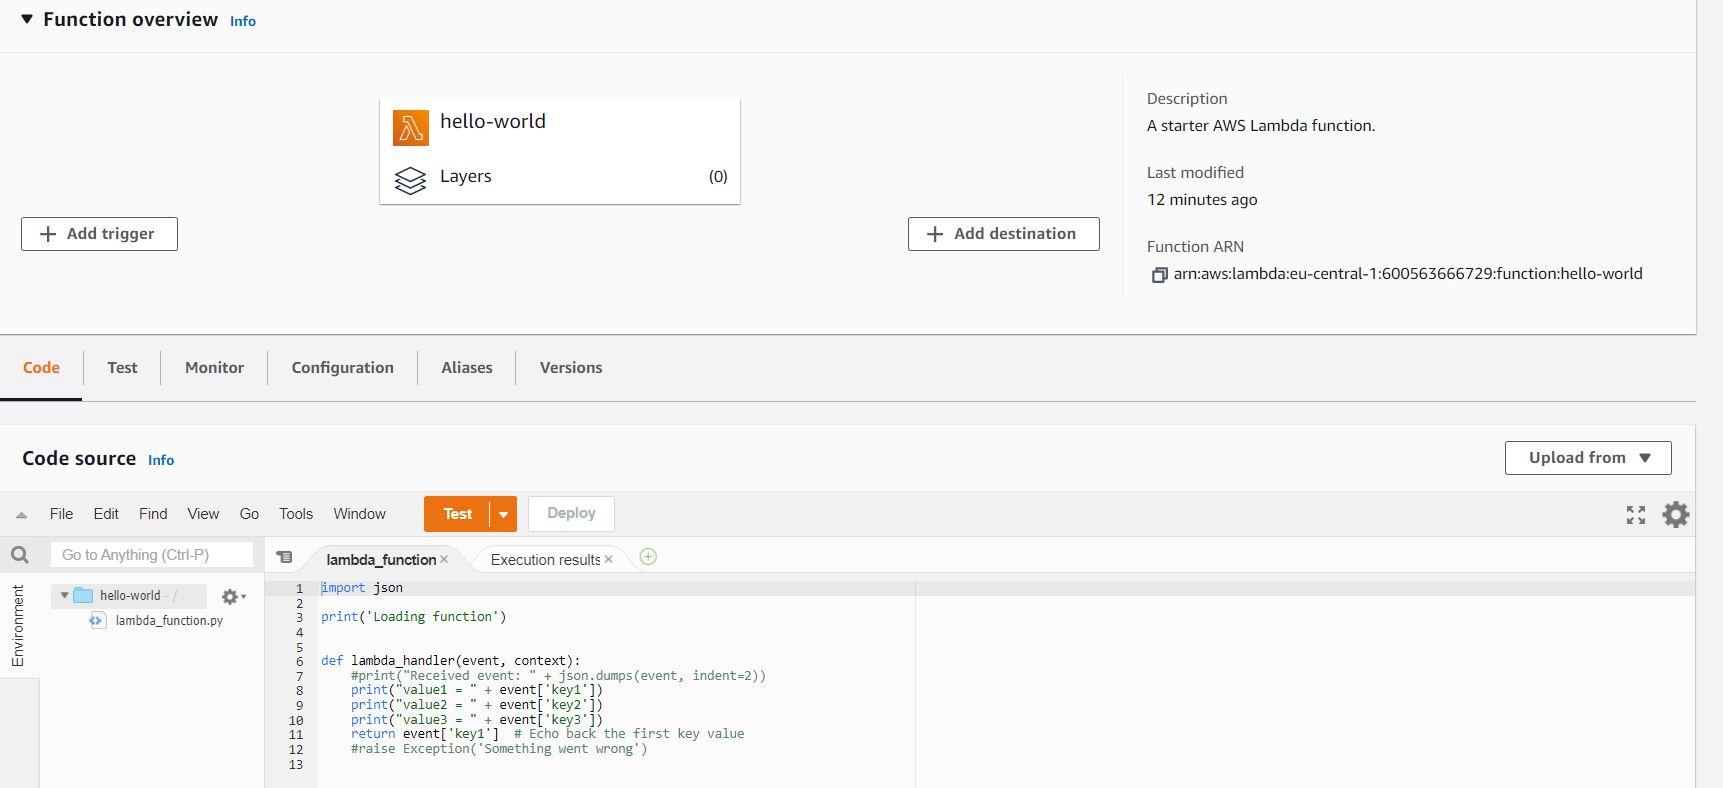 Function overview Info
hello-world
Layers (0)
Add trigger
Add destination
Description
A starter AWS Lambda function.
Last modified
12 minutes ago
Function ARN
arn:aws:lambda:eu-central-1:600563666729:function:hello-world
Code Test Monitor Configuration Aliases Versions
Code source Info
Upload from
File Edit Find View Go Tools Window Test Deploy
Go to Anything (Ctrl-P)
lambda_function Execution results
Environment
hello-world - /
lambda_function.py
1 import json
2
3 print('Loading function')
4
5
6 def lambda_handler(event, context):
7 #print("Received event: " + json.dumps(event, indent=2))
8 print("value1 = " + event['key1'])
9 print("value2 = " + event['key2'])
10 print("value3 = " + event['key3'])
11 return event['key1'] # Echo back the first key value
12 #raise Exception('Something went wrong')
13